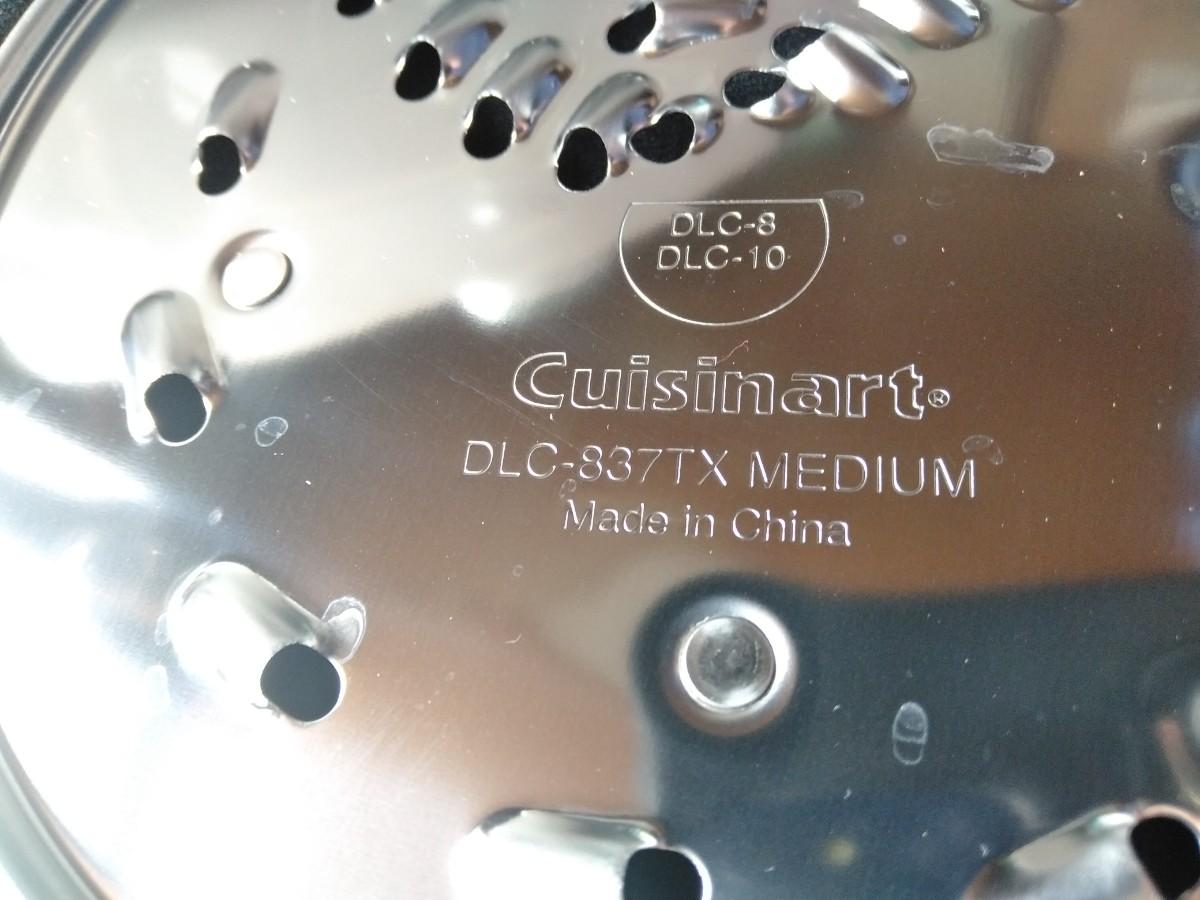 DLC-8
DLC-10
Cuisinart®
DLC-837TX MEDIUM
Made in China